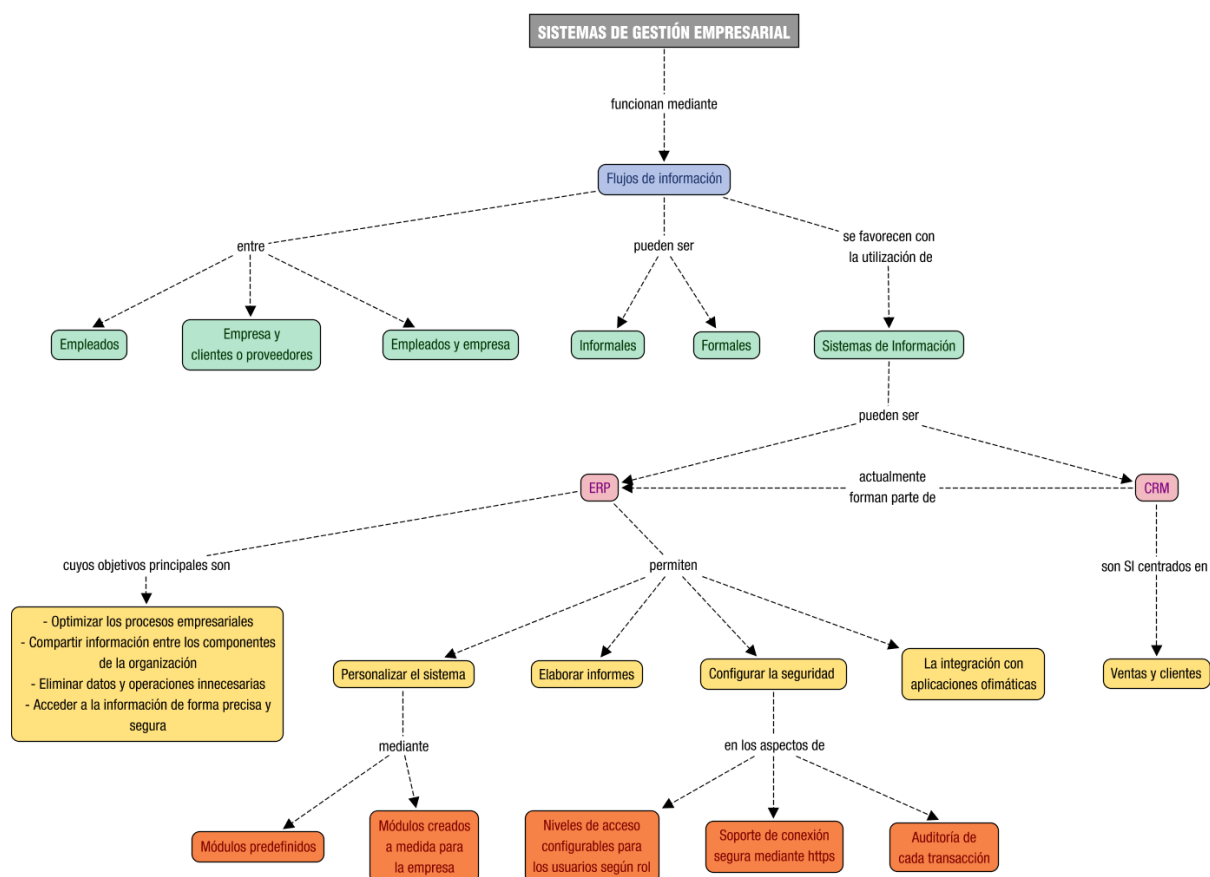 SISTEMAS DE GESTIÓN EMPRESARIAL
funcionan mediante
Flujos de información
entre
pueden ser
se favorecen con
la utilización de
Empleados
Empresa y
clientes o proveedores
Empleados y empresa
Informales
Formales
Sistemas de Información
pueden ser
ERP
actualmente
forman parte de
CRM
cuyos objetivos principales son
permiten
son SI centrados en
- Optimizar los procesos empresariales
- Compartir información entre los componentes
de la organización
- Eliminar datos y operaciones innecesarias
- Acceder a la información de forma precisa y
segura
Personalizar el sistema
Elaborar informes
Configurar la seguridad
La integración con
aplicaciones ofimáticas
Ventas y clientes
mediante
en los aspectos de
Módulos predefinidos
Módulos creados
a medida para
la empresa
Niveles de acceso
configurables para
los usuarios según rol
Soporte de conexión
segura mediante https
Auditoría de
cada transacción